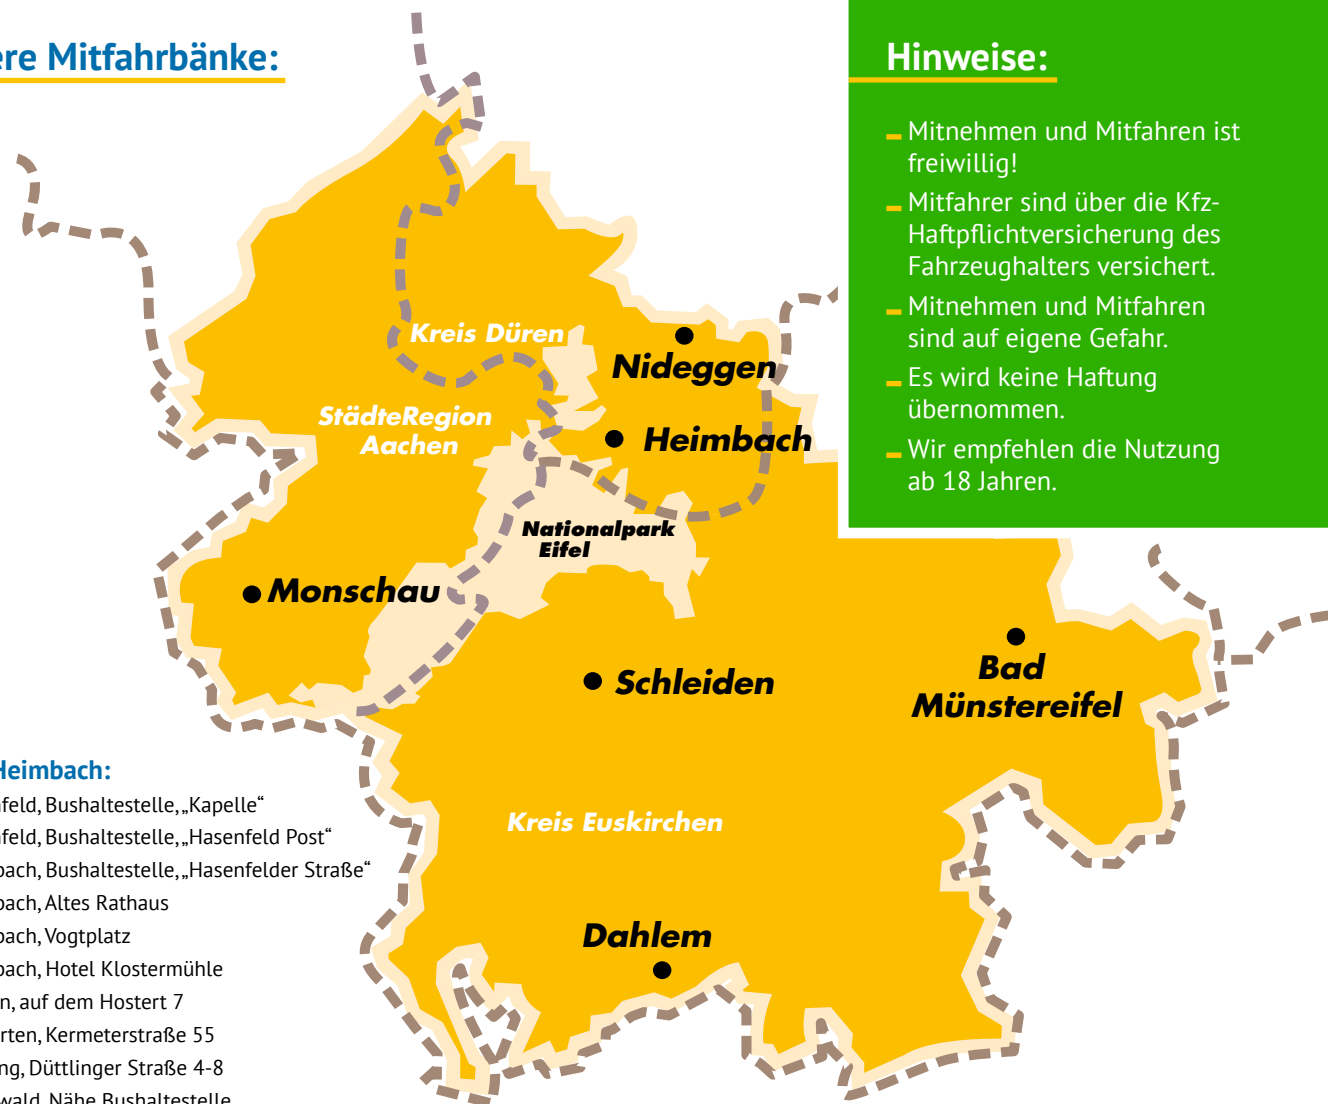 ere Mitfahrbänke:
Hinweise:
Mitnehmen und Mitfahren ist
freiwillig!
Mitfahrer sind über die Kfz-
Haftpflichtversicherung des
Fahrzeughalters versichert.
Mitnehmen und Mitfahren
sind auf eigene Gefahr.
Es wird keine Haftung
übernommen.
Wir empfehlen die Nutzung
ab 18 Jahren.
Kreis Düren
Nideggen
StädteRegion
Aachen
Heimbach
Nationalpark
Eifel
Monschau
Schleiden
Bad
Münstereifel
Kreis Euskirchen
Dahlem
Heimbach:
feld, Bushaltestelle, „Kapelle“
feld, Bushaltestelle, „Hasenfeld Post“
bach, Bushaltestelle, „Hasenfelder Straße“
bach, Altes Rathaus
bach, Vogtplatz
bach, Hotel Klostermühle
n, auf dem Hostert 7
rten, Kermeterstraße 55
ng, Düttlinger Straße 4-8
wald, Nähe Bushaltestelle